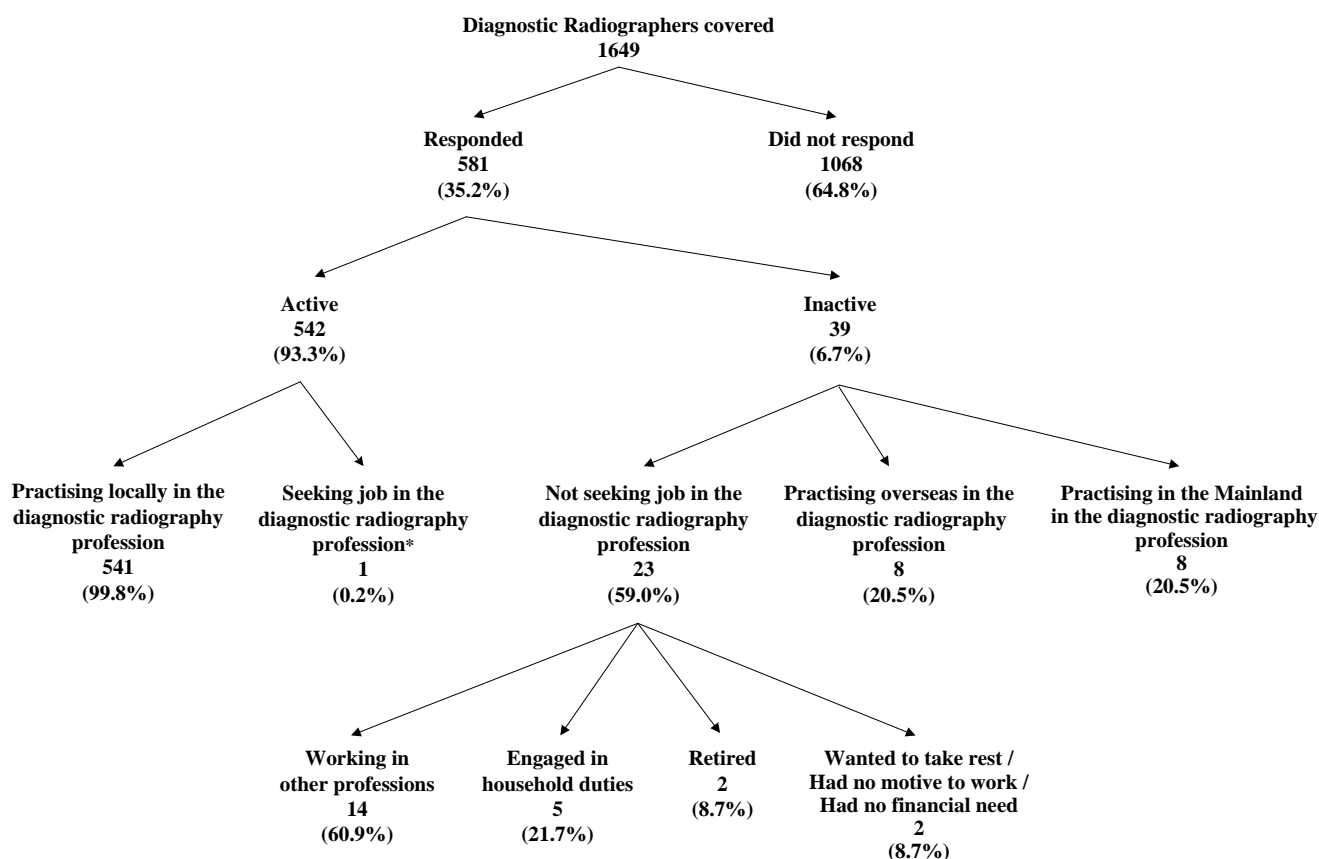 Diagnostic Radiographers covered
1649
Responded
581
(35.2%)
Did not respond
1068
(64.8%)
Active
542
(93.3%)
Inactive
39
(6.7%)
Practising locally in the
diagnostic radiography
profession
541
(99.8%)
Seeking job in the
diagnostic radiography
profession*
1
(0.2%)
Not seeking job in the
diagnostic radiography
profession
23
(59.0%)
Practising overseas in the
diagnostic radiography
profession
8
(20.5%)
Practising in the Mainland
in the diagnostic radiography
profession
8
(20.5%)
Working in
other professions
14
(60.9%)
Engaged in
household duties
5
(21.7%)
Retired
2
(8.7%)
Wanted to take rest /
Had no motive to work /
Had no financial need
2
(8.7%)